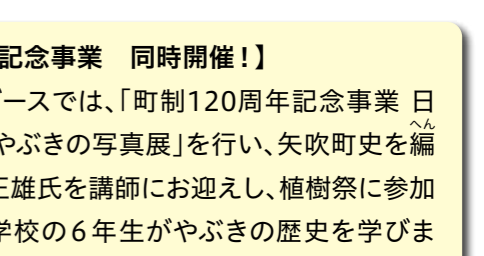 記念事業　同時開催！】
ースでは、「町制120周年記念事業 日
やぶきの写真展」を行い、矢吹町史を編
へん
正雄氏を講師にお迎えし、植樹祭に参加
学校の6年生がやぶきの歴史を学びま